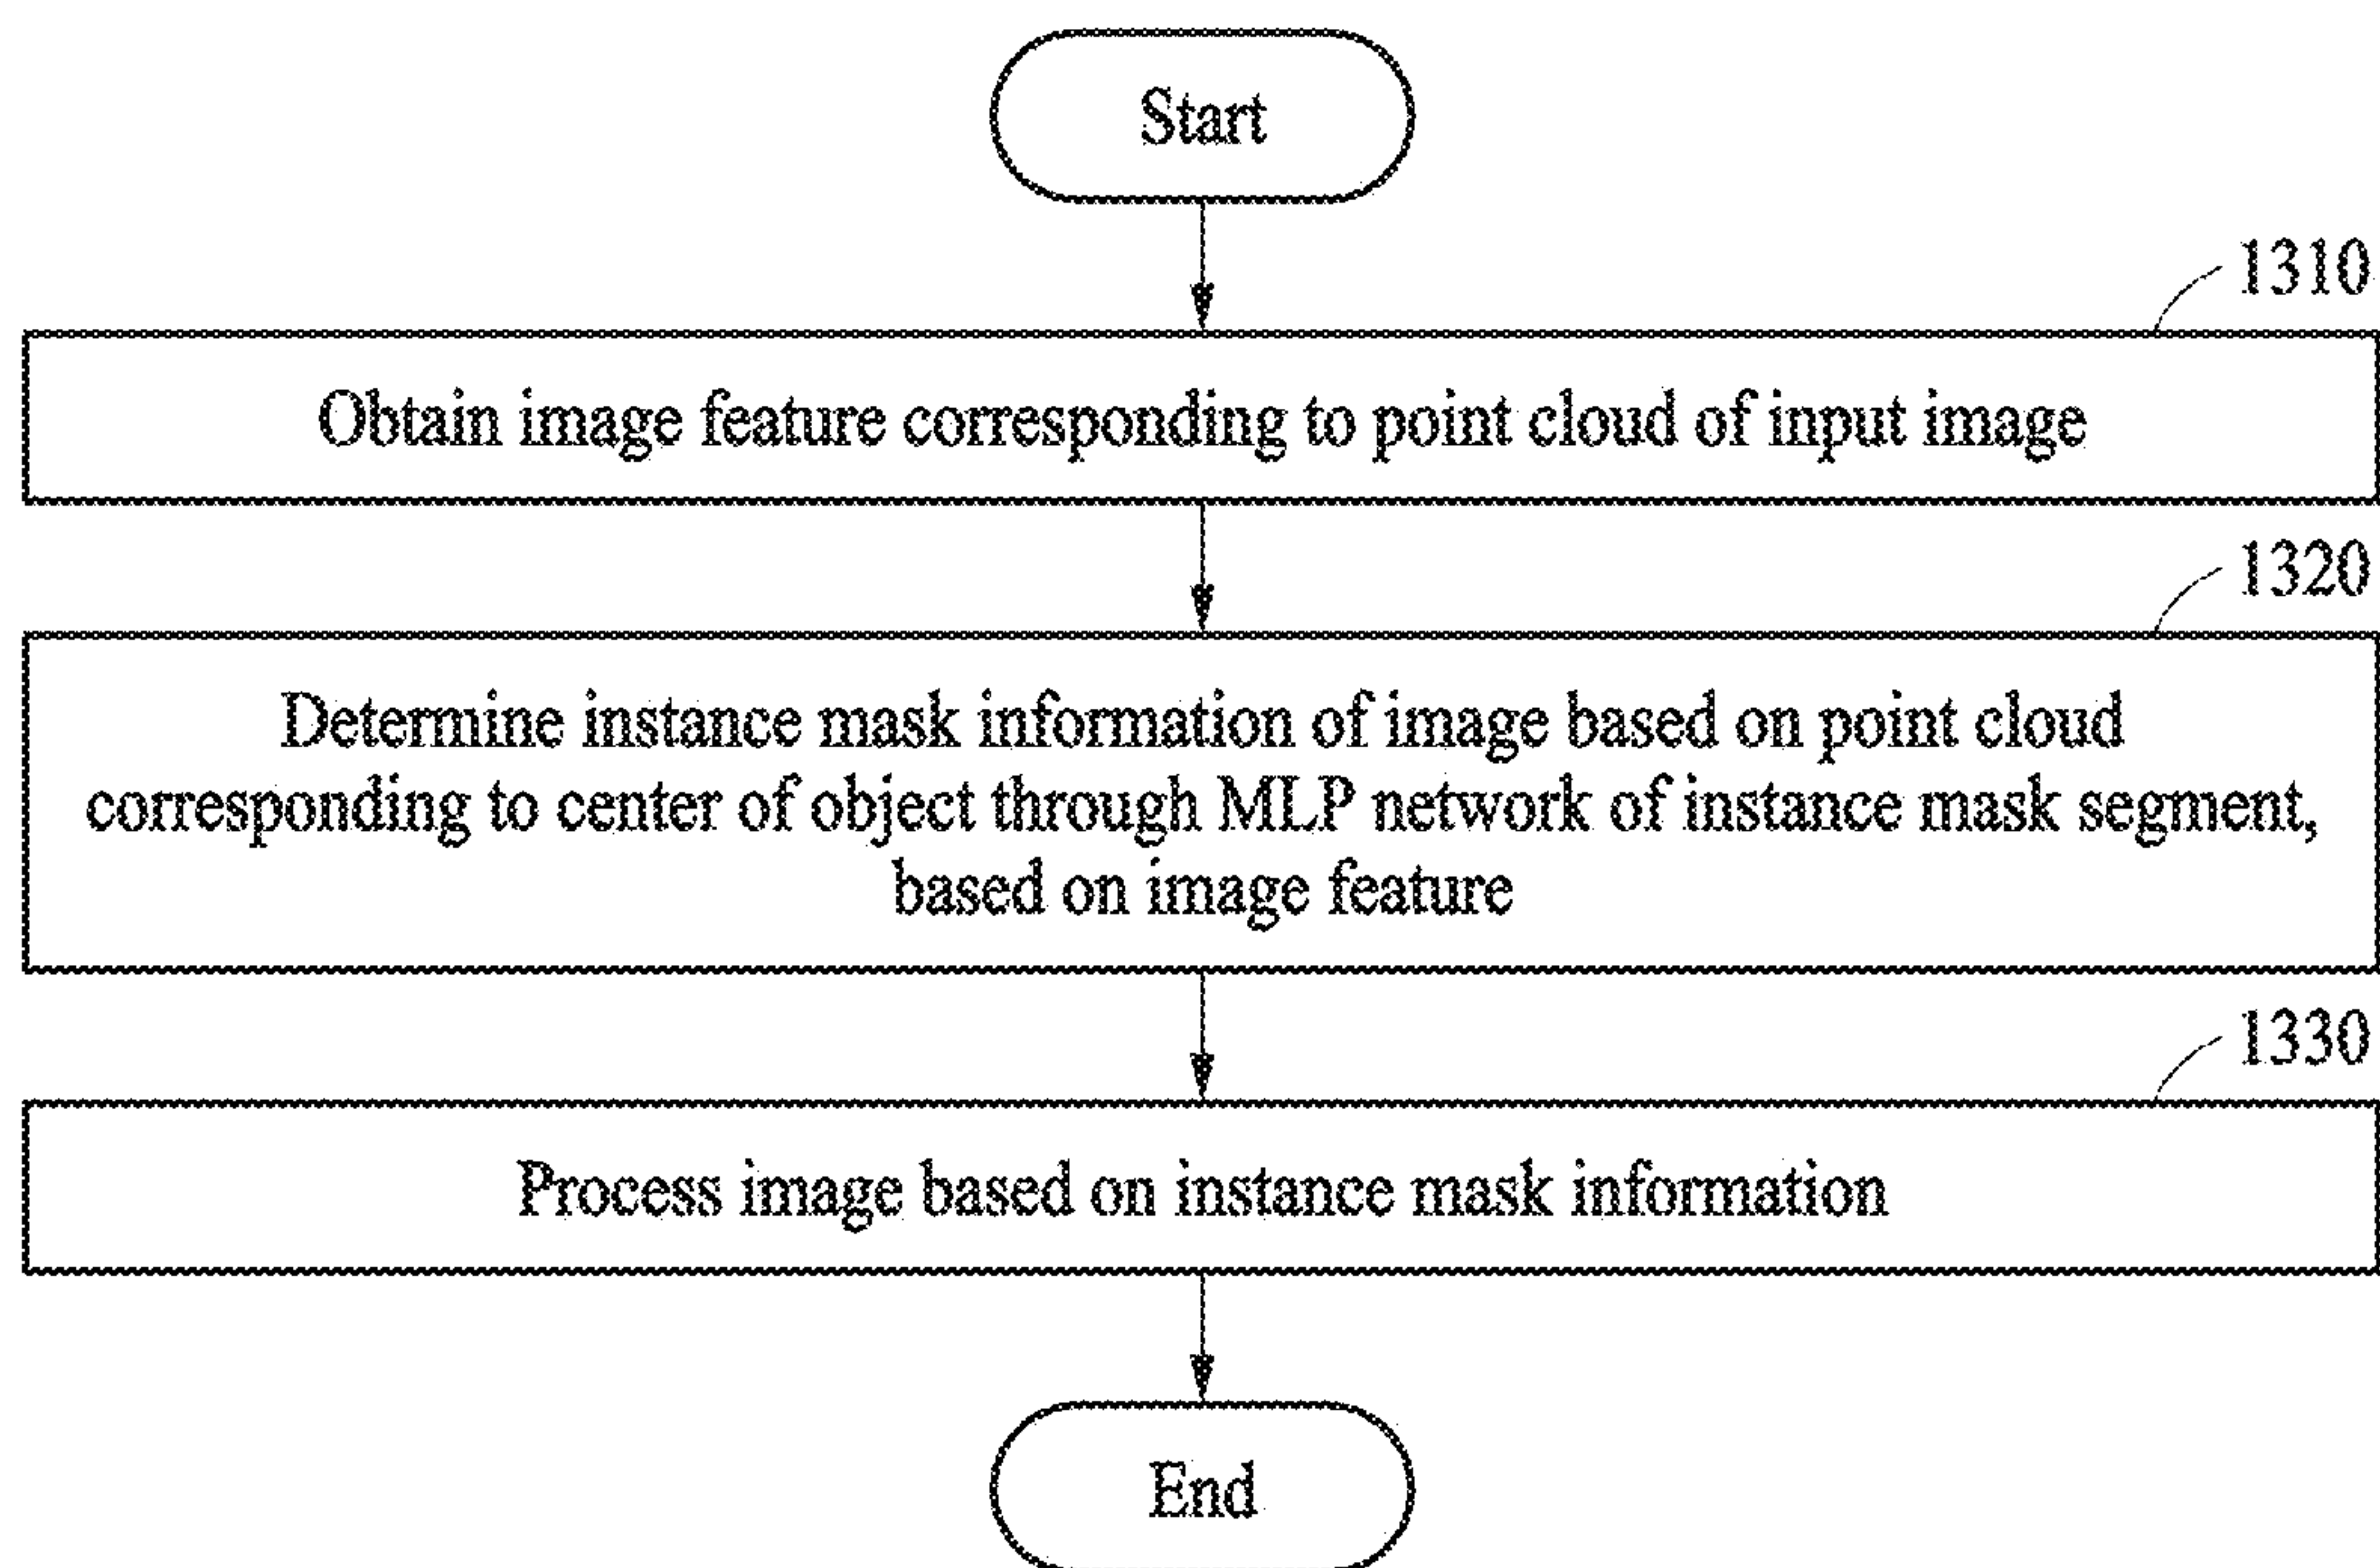 Start
1310
Obtain image feature corresponding to point cloud of input image
1320
Determine instance mask information of image based on point cloud
corresponding to center of object through MLP network of instance mask segment,
based on image feature
1330
Process image based on instance mask information
End